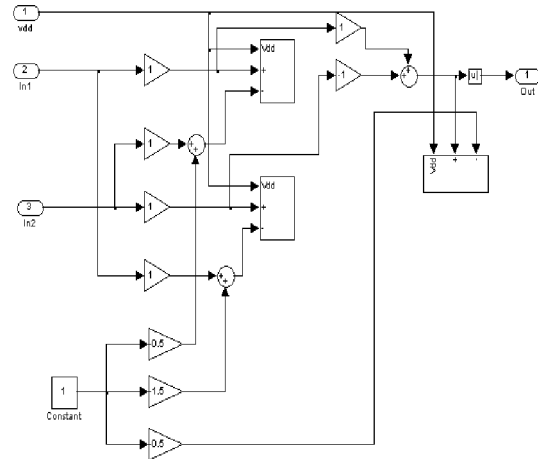 1
vdd
2
In1
3
In2
1
1
1
1
0.5
1.5
0.5
1
Constant
Vdd
+
-
Vdd
+
-
+
+
+
+
1
-1
+
+
|u|
1
Out
Vdd
+
-